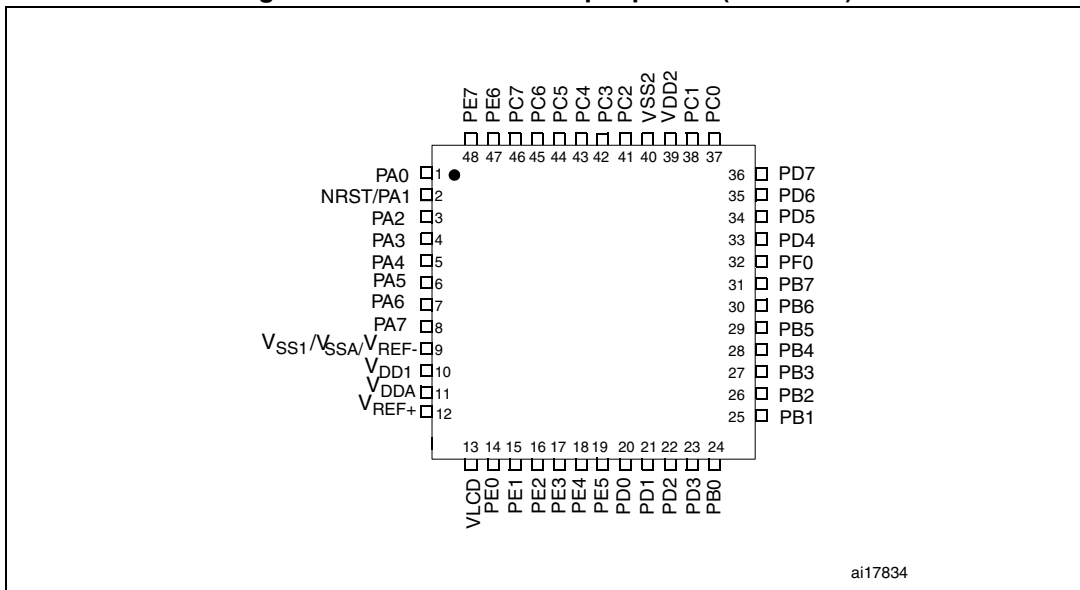 PE7 PE6 PC7 PC6 PC5 PC4 PC3 PC2 VSS2 VDD2 PC1 PC0
48 47 46 45 44 43 42 41 40 39 38 37
PA0 1 36 PD7
NRST/PA1 2 35 PD6
PA2 3 34 PD5
PA3 4 33 PD4
PA4 5 32 PF0
PA5 6 31 PB7
PA6 7 30 PB6
PA7 8 29 PB5
VSS1/VSSA/VREF- 9 28 PB4
VDD1 10 27 PB3
VDDA 11 26 PB2
VREF+ 12 25 PB1
13 14 15 16 17 18 19 20 21 22 23 24
VLCD PE0 PE1 PE2 PE3 PE4 PE5 PD0 PD1 PD2 PD3 PB0
ai17834